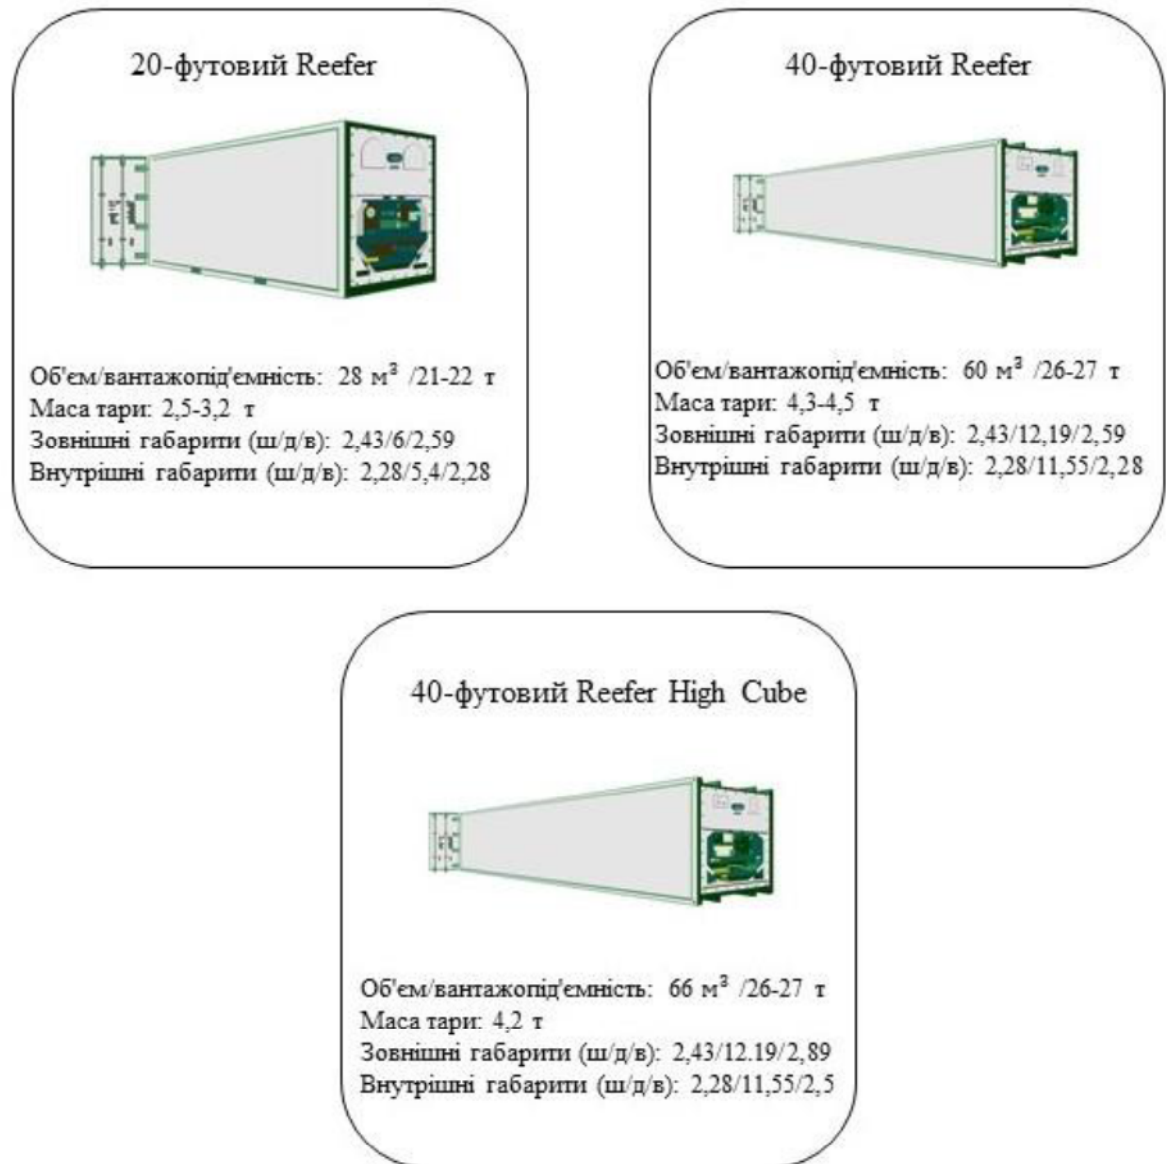 20-футовий Reefer
Об'єм/вантажопід'ємність: 28 м³ /21-22 т
Маса тари: 2,5-3,2 т
Зовнішні габарити (ш/д/в): 2,43/6/2,59
Внутрішні габарити (ш/д/в): 2,28/5,4/2,28
40-футовий Reefer
Об'єм/вантажопід'ємність: 60 м³ /26-27 т
Маса тари: 4,3-4,5 т
Зовнішні габарити (ш/д/в): 2,43/12,19/2,59
Внутрішні габарити (ш/д/в): 2,28/11,55/2,28
40-футовий Reefer High Cube
Об'єм/вантажопід'ємність: 66 м³ /26-27 т
Маса тари: 4,2 т
Зовнішні габарити (ш/д/в): 2,43/12.19/2,89
Внутрішні габарити (ш/д/в): 2,28/11,55/2,5